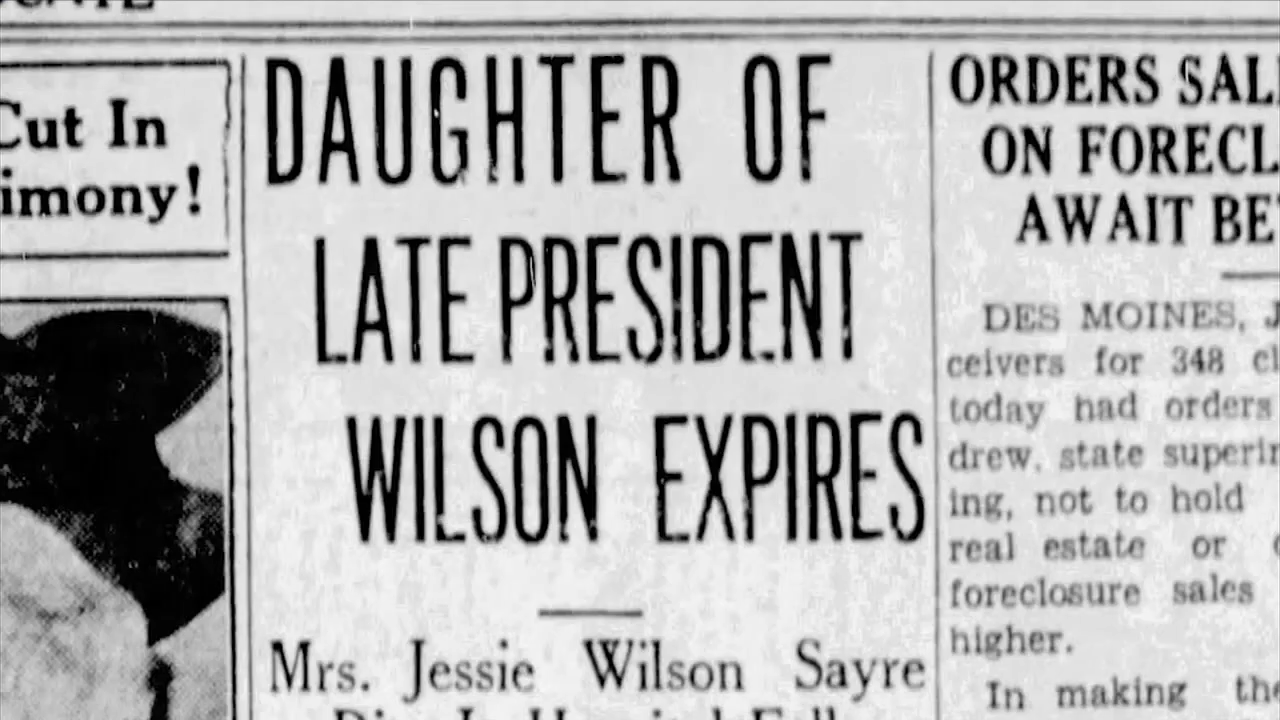 Cut In
imony!
DAUGHTER OF
LATE PRESIDENT
WILSON EXPIRES
Mrs. Jessie Wilson Sayre
ORDERS SAL
ON FORECL
AWAIT BE
DES MOINES, J
ceivers for 348 cl
today had orders
drew, state superin
ing, not to hold
real estate or
foreclosure sales
higher.
In making the